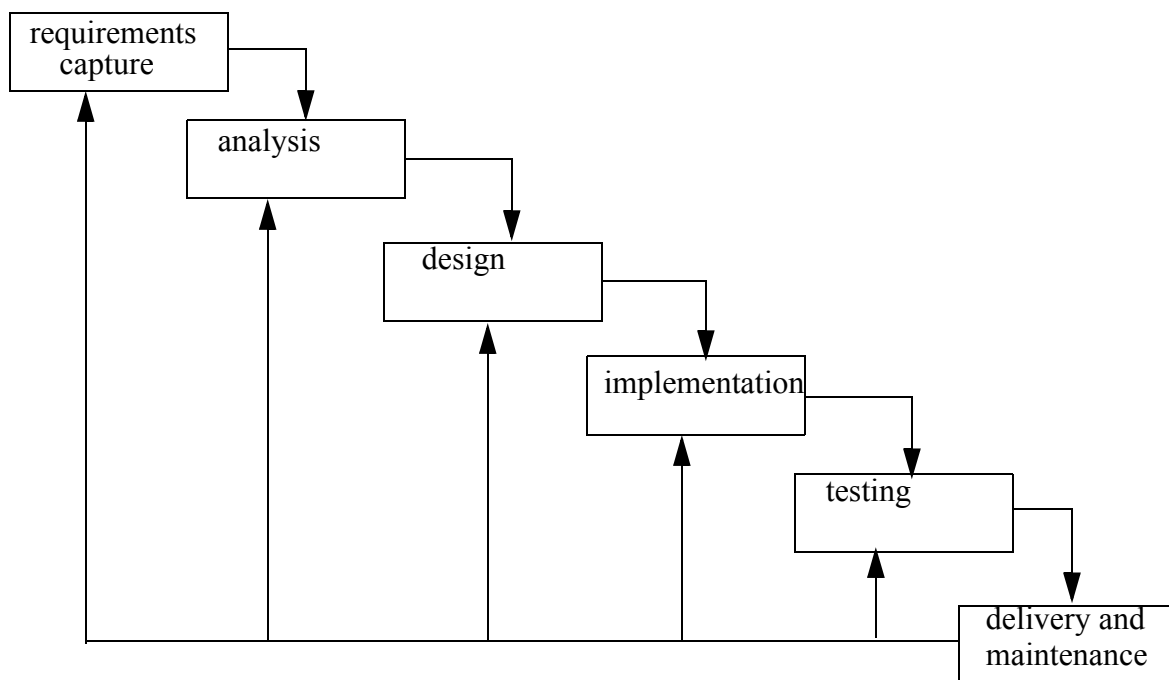 requirements
capture
analysis
design
implementation
testing
delivery and
maintenance